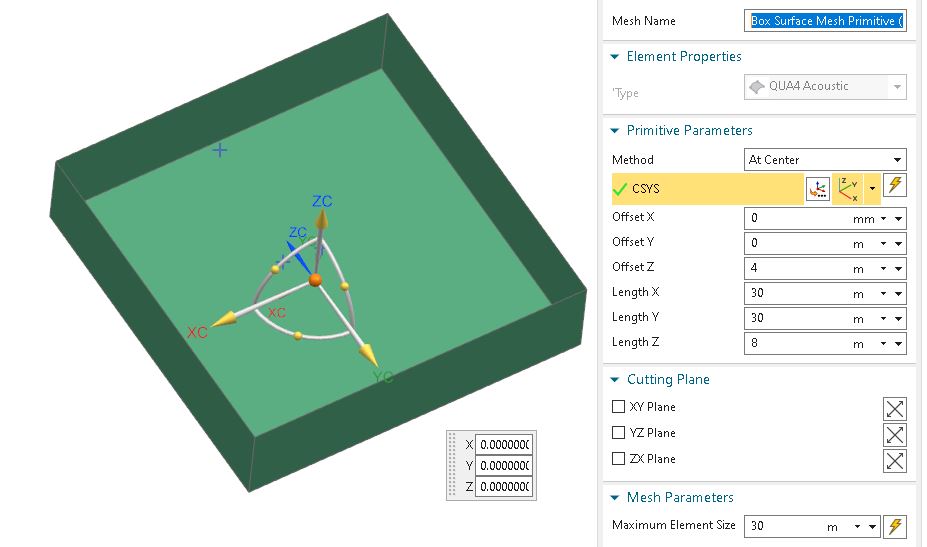 Mesh Name Box Surface Mesh Primitive (
Element Properties
*Type QUA4 Acoustic
Primitive Parameters
Method At Center
CSYS Z Y X
Offset X 0 mm
Offset Y 0 m
Offset Z 4 m
Length X 30 m
Length Y 30 m
Length Z 8 m
Cutting Plane
XY Plane
YZ Plane
ZX Plane
Mesh Parameters
Maximum Element Size 30 m
ZC
ZC
XC
XC
YC
X 0.0000000
Y 0.0000000
Z 0.0000000